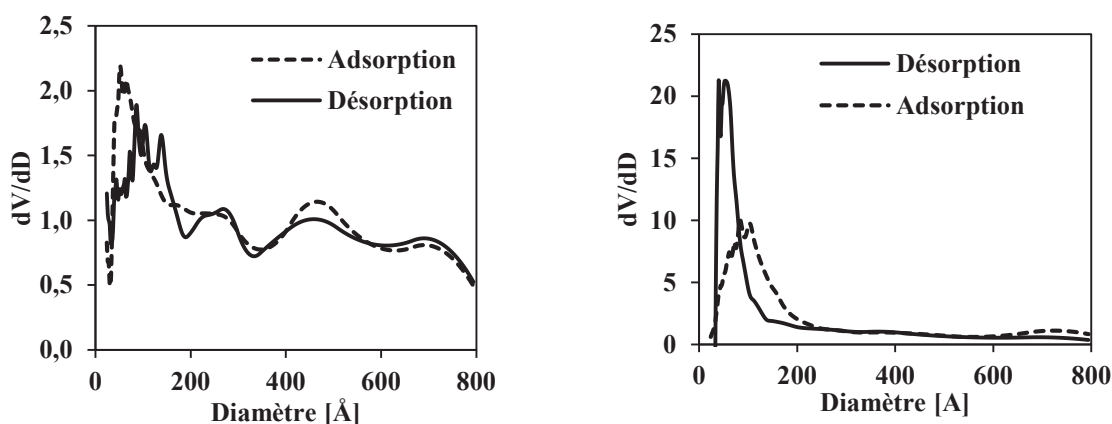 2,5
2,0
1,5
1,0
0,5
0,0
dV/dD
Adsorption
Désorption
0 200 400 600 800
Diamètre [Å]
25
20
15
10
5
0
dV/dD
Désorption
Adsorption
0 200 400 600 800
Diamètre [A]